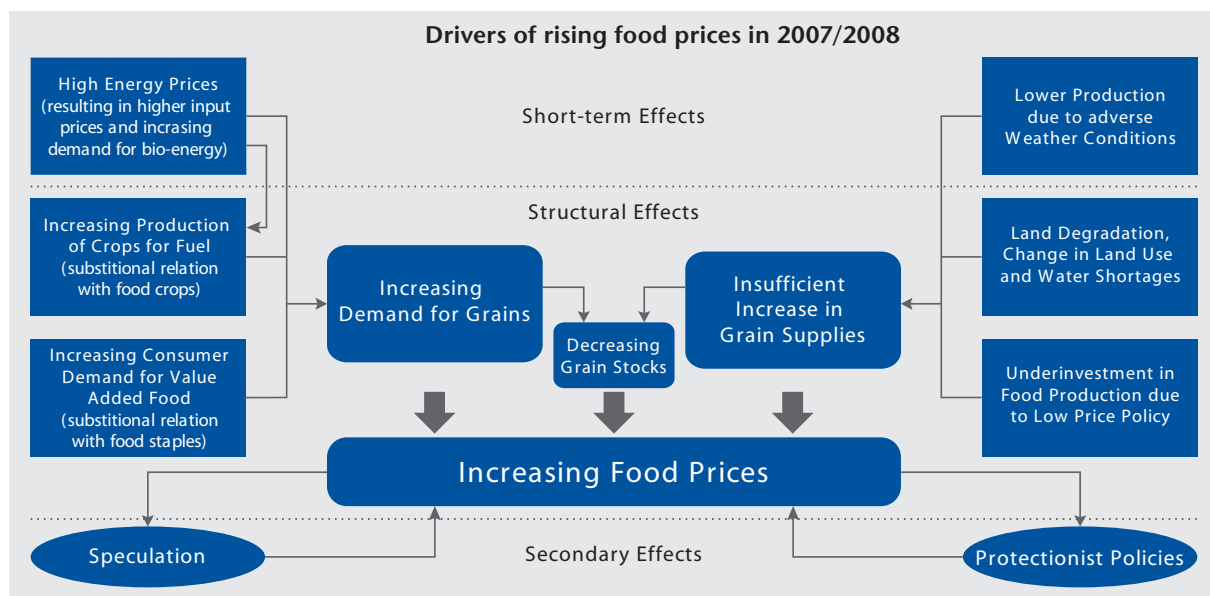 Drivers of rising food prices in 2007/2008
High Energy Prices
(resulting in higher input
prices and incrasing
demand for bio-energy)
Short-term Effects
Lower Production
due to adverse
Weather Conditions
Structural Effects
Increasing Production
of Crops for Fuel
(substitional relation
with food crops)
Increasing
Demand for Grains
Decreasing
Grain Stocks
Insufficient
Increase in
Grain Supplies
Land Degradation,
Change in Land Use
and Water Shortages
Increasing Consumer
Demand for Value
Added Food
(substitional relation
with food staples)
Underinvestment in
Food Production due
to Low Price Policy
Increasing Food Prices
Speculation
Secondary Effects
Protectionist Policies